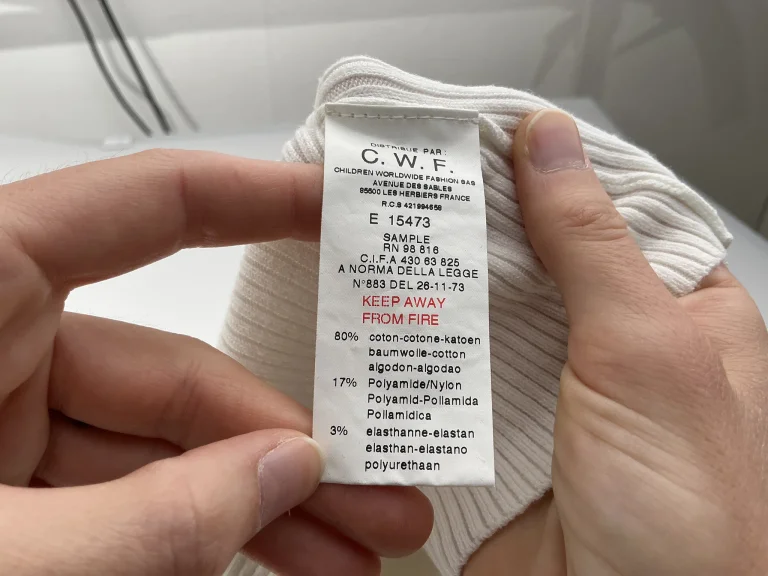 DISTRIBUE PAR:
C. W. F.
CHILDREN WORLDWIDE FASHION SAS
AVENUE DES SABLES
85500 LES HERBIERS FRANCE
R.C.S 421994658
E 15473
SAMPLE
RN 98 816
C.I.F.A 430 63 825
A NORMA DELLA LEGGE
N°883 DEL 26-11-73
KEEP AWAY
FROM FIRE
80% coton-cotone-katoen
baumwolle-cotton
algodon-algodao
17% Polyamide/Nylon
Polyamid-Poliamida
Poliamidica
3% elasthanne-elastan
elasthan-elastano
polyurethaan